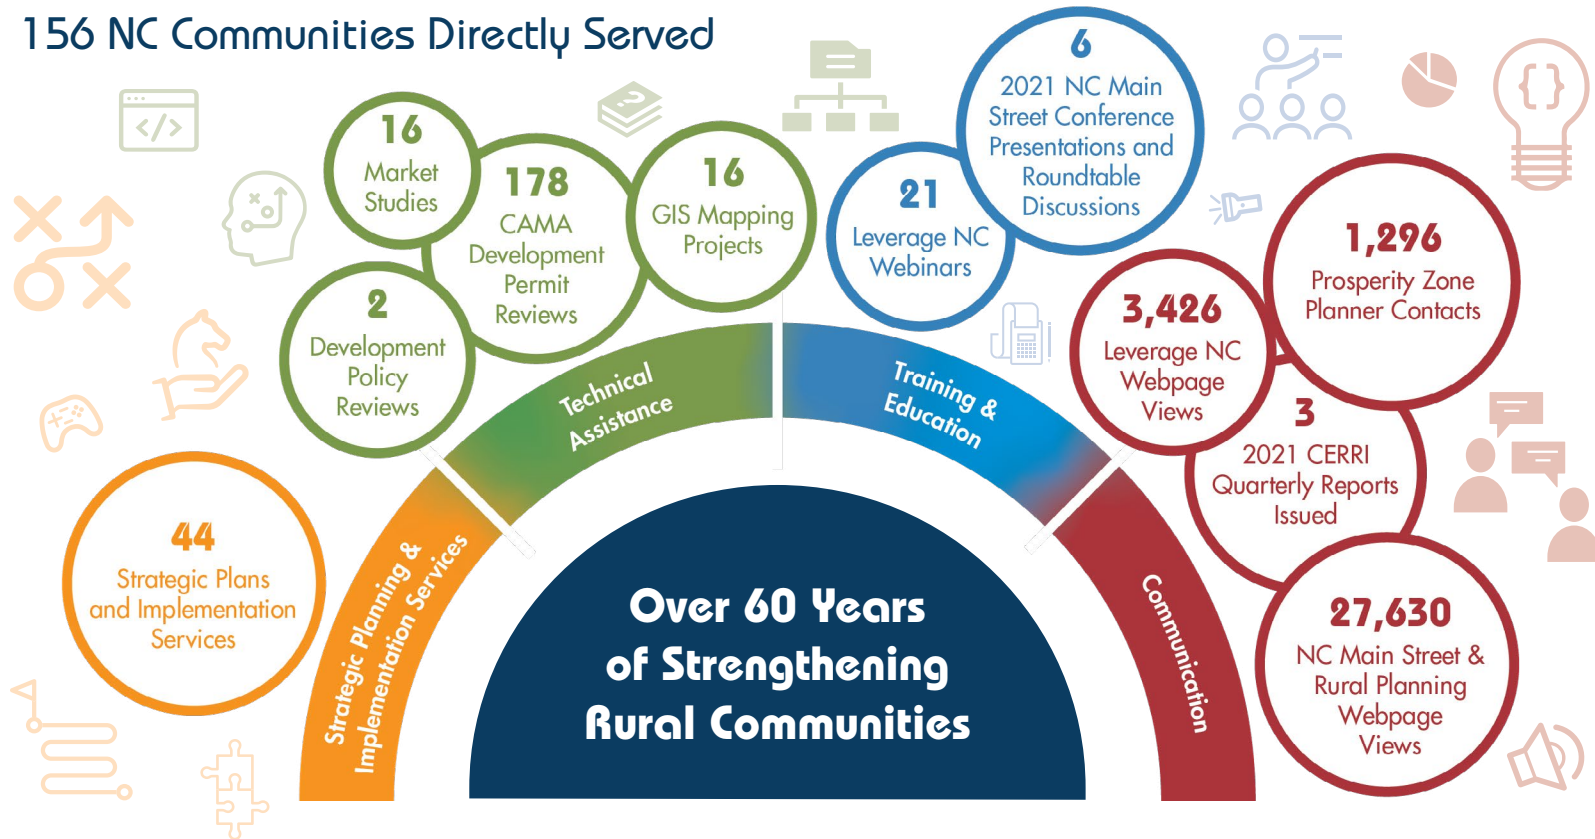 156 NC Communities Directly Served
16
Market
Studies
178
CAMA
Development
Permit
Reviews
16
GIS Mapping
Projects
2
Development
Policy
Reviews
44
Strategic Plans
and Implementation
Services
21
Leverage NC
Webinars
6
2021 NC Main
Street Conference
Presentations and
Roundtable
Discussions
3,426
Leverage NC
Webpage
Views
1,296
Prosperity Zone
Planner Contacts
3
2021 CERRI
Quarterly Reports
Issued
27,630
NC Main Street &
Rural Planning
Webpage
Views
Strategic Planning &
Implementation Services
Technical
Assistance
Training &
Education
Communication
Over 60 Years
of Strengthening
Rural Communities